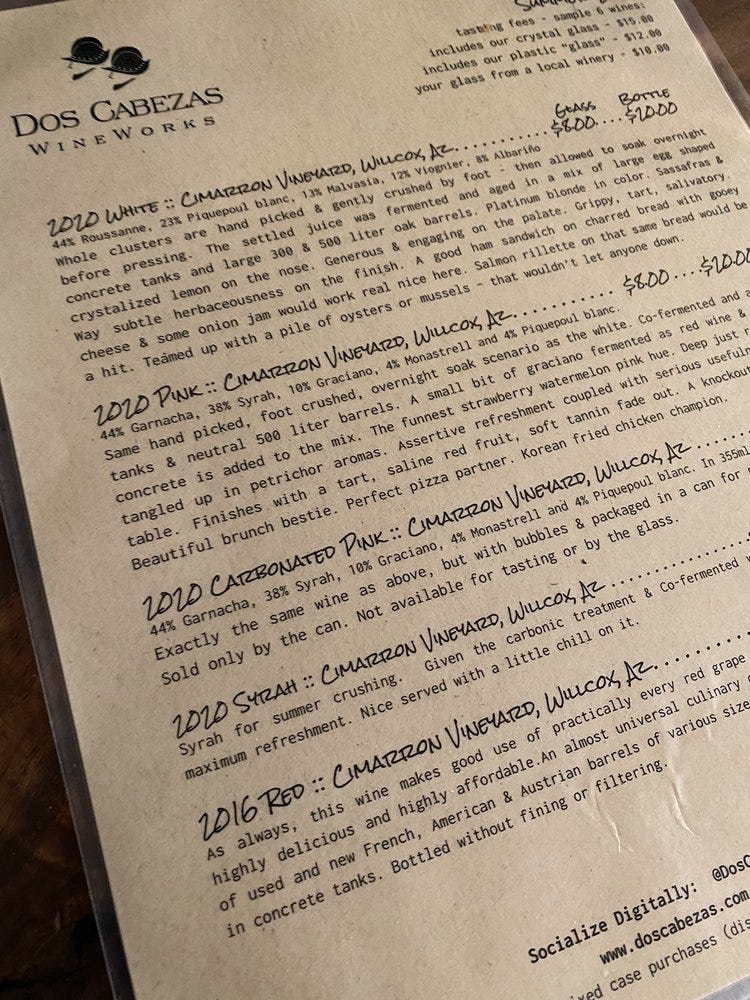 DOS CABEZAS
WINEWORKS
tasting fees - sample 6 wines:
includes our crystal glass - $15.00
includes our plastic "glass" - $12.00
your glass from a local winery - $10.00
GLASS BOTTLE
2020 WHITE :: CIMARRON VINEYARD, WILLCOX, AZ.......... $8.00.... $20.00
44% Roussanne, 23% Piquepoul blanc, 13% Malvasia, 12% Viognier, 8% Albariño
Whole clusters are hand picked & gently crushed by foot - then allowed to soak overnight
before pressing. The settled juice was fermented and aged in a mix of large egg shaped
concrete tanks and large 300 & 500 liter oak barrels. Platinum blonde in color. Sassafras &
crystalized lemon on the nose. Generous & engaging on the palate. Grippy, tart, salivatory.
Way subtle herbaceousness on the finish. A good ham sandwich on charred bread with gooey
cheese & some onion jam would work real nice here. Salmon rillette on that same bread would be
a hit. Teamed up with a pile of oysters or mussels - that wouldn't let anyone down.
2020 PINK :: CIMARRON VINEYARD, WILLCOX, AZ............ $8.00.... $20.00
44% Garnacha, 38% Syrah, 10% Graciano, 4% Monastrell and 4% Piquepoul blanc.
Same hand picked, foot crushed, overnight soak scenario as the white. Co-fermented and a
tanks & neutral 500 liter barrels. A small bit of graciano fermented as red wine &
concrete is added to the mix. The funnest strawberry watermelon pink hue. Deep just r
tangled up in petrichor aromas. Assertive refreshment coupled with serious usefuln
table. Finishes with a tart, saline red fruit, soft tannin fade out. A knockout
Beautiful brunch bestie. Perfect pizza partner. Korean fried chicken champion.
2020 CARBONATED PINK :: CIMARRON VINEYARD, WILLCOX, AZ ........
44% Garnacha, 38% Syrah, 10% Graciano, 4% Monastrell and 4% Piquepoul blanc. In 355ml
Exactly the same wine as above, but with bubbles & packaged in a can for
Sold only by the can. Not available for tasting or by the glass.
2020 SYRAH :: CIMARRON VINEYARD, WILLCOX, AZ ..............
Syrah for summer crushing. Given the carbonic treatment & Co-fermented w
maximum refreshment. Nice served with a little chill on it.
2016 RED :: CIMARRON VINEYARD, WILLCOX, AZ..........
As always, this wine makes good use of practically every red grape
highly delicious and highly affordable.An almost universal culinary
of used and new French, American & Austrian barrels of various size
in concrete tanks. Bottled without fining or filtering.
Socialize Digitally: @DosC
www.doscabezas.com
case purchases (dis